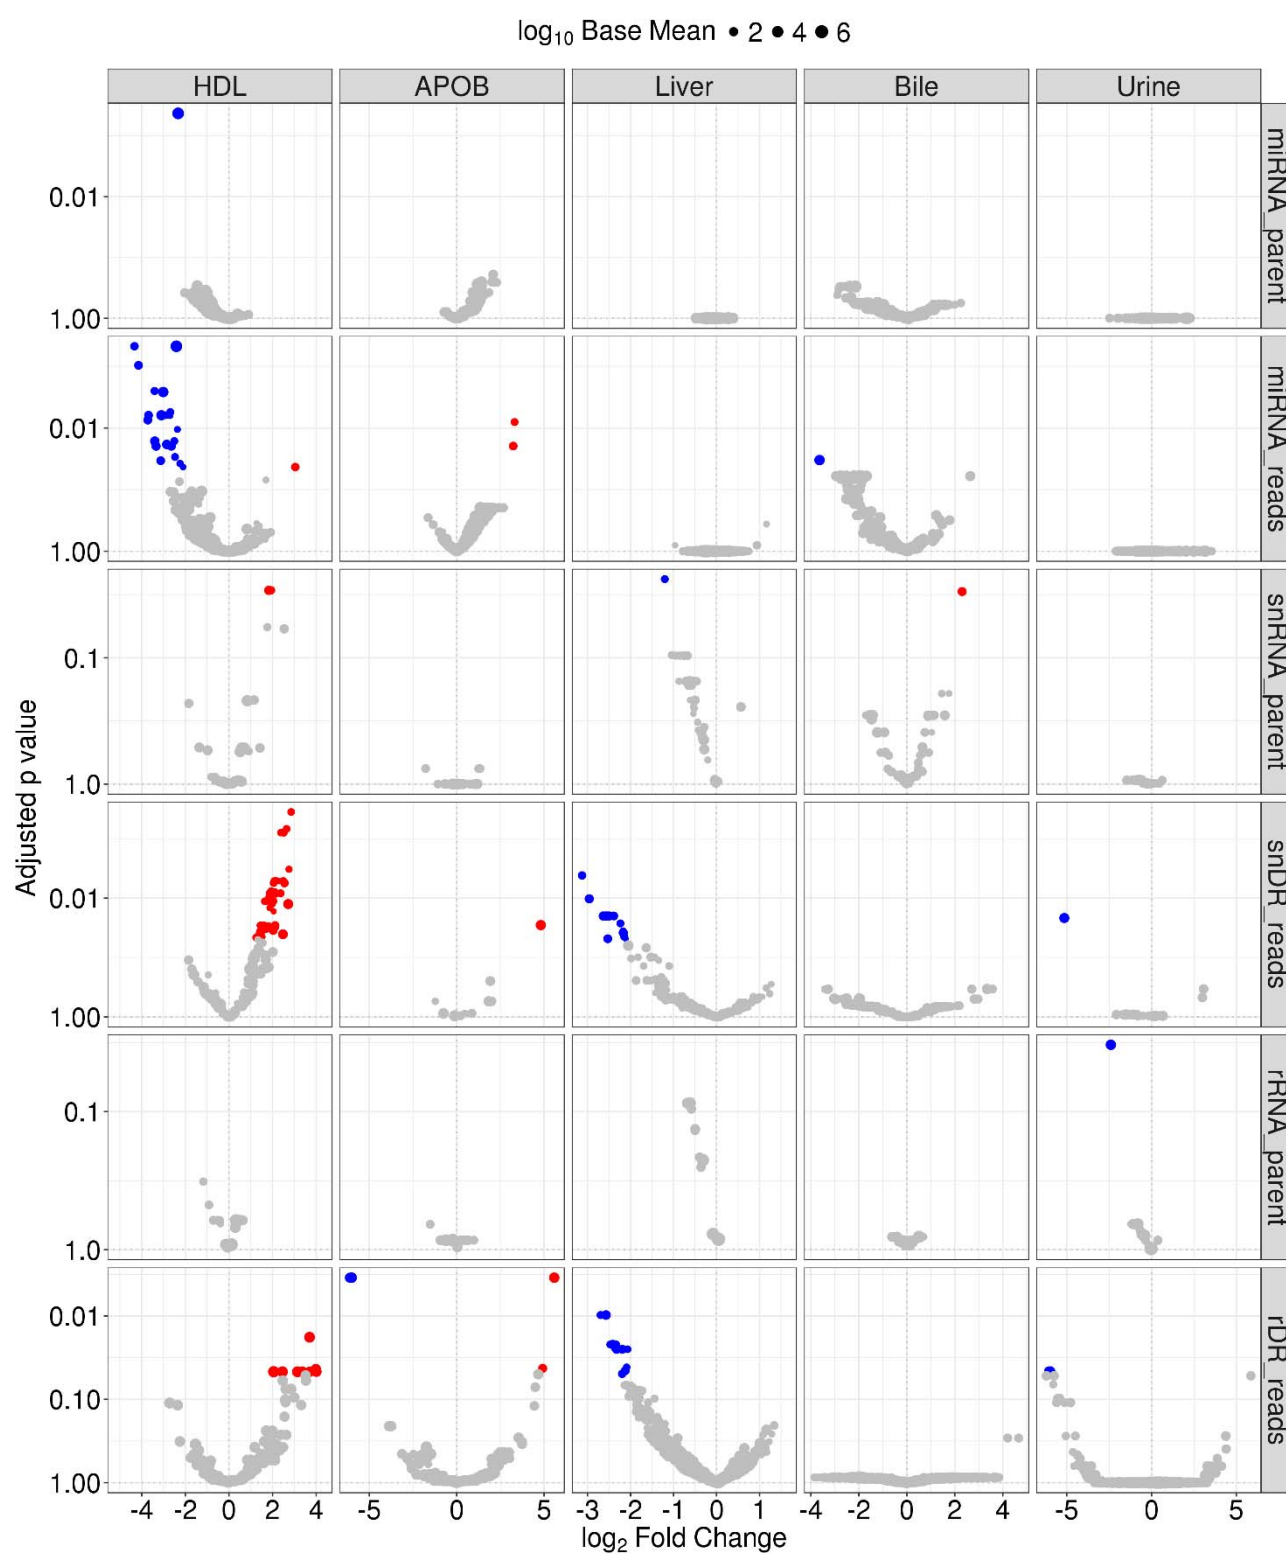 log10 Base Mean 2 4 6
HDL APOB Liver Bile Urine
0.01
1.00
miRNA_parent
0.01
1.00
miRNA_reads
0.1
1.0
snRNA_parent
0.01
1.00
snDR_reads
0.1
1.0
rRNA_parent
0.01
0.10
1.00
rDR_reads
Adjusted p value
-4 -2 0 2 4 -5 0 5 -3 -2 -1 0 1 -4 -2 0 2 4 -5 0 5
log2 Fold Change